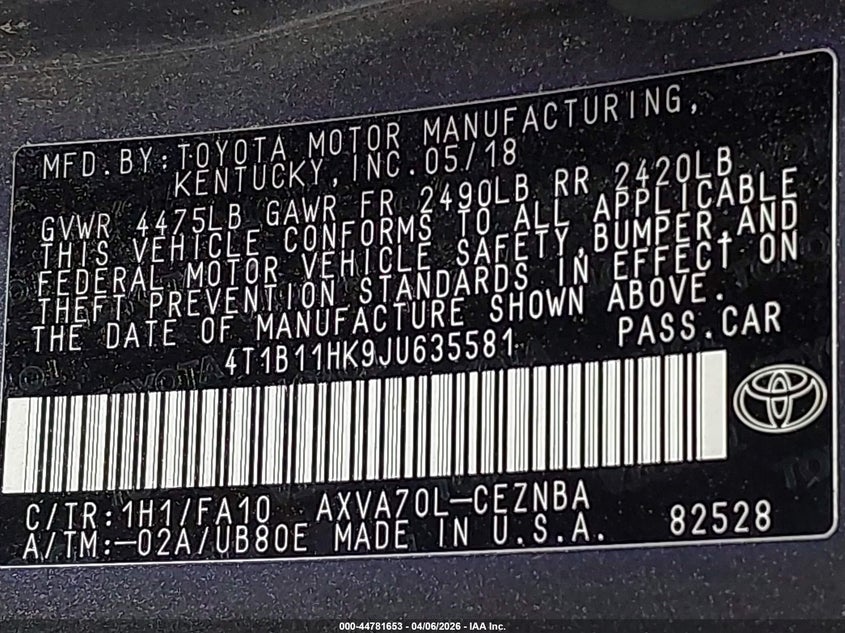 MFD.BY:TOYOTA MOTOR MANUFACTURING,
KENTUCKY,INC.05/18
GVWR 4475LB GAWR FR 2490LB RR 2420LB
THIS VEHICLE CONFORMS TO ALL APPLICABLE
FEDERAL MOTOR VEHICLE SAFETY,BUMPER,AND
THEFT PREVENTION STANDARDS IN EFFECT ON
THE DATE OF MANUFACTURE SHOWN ABOVE.
4T1B11HK9JU635581 PASS.CAR
C/TR:1H1/FA10 AXVA70L-CEZNBA
A/TM:-02A/UB80E MADE IN U.S.A. 82528
000-44781653 - 04/06/2026 - IAA Inc.